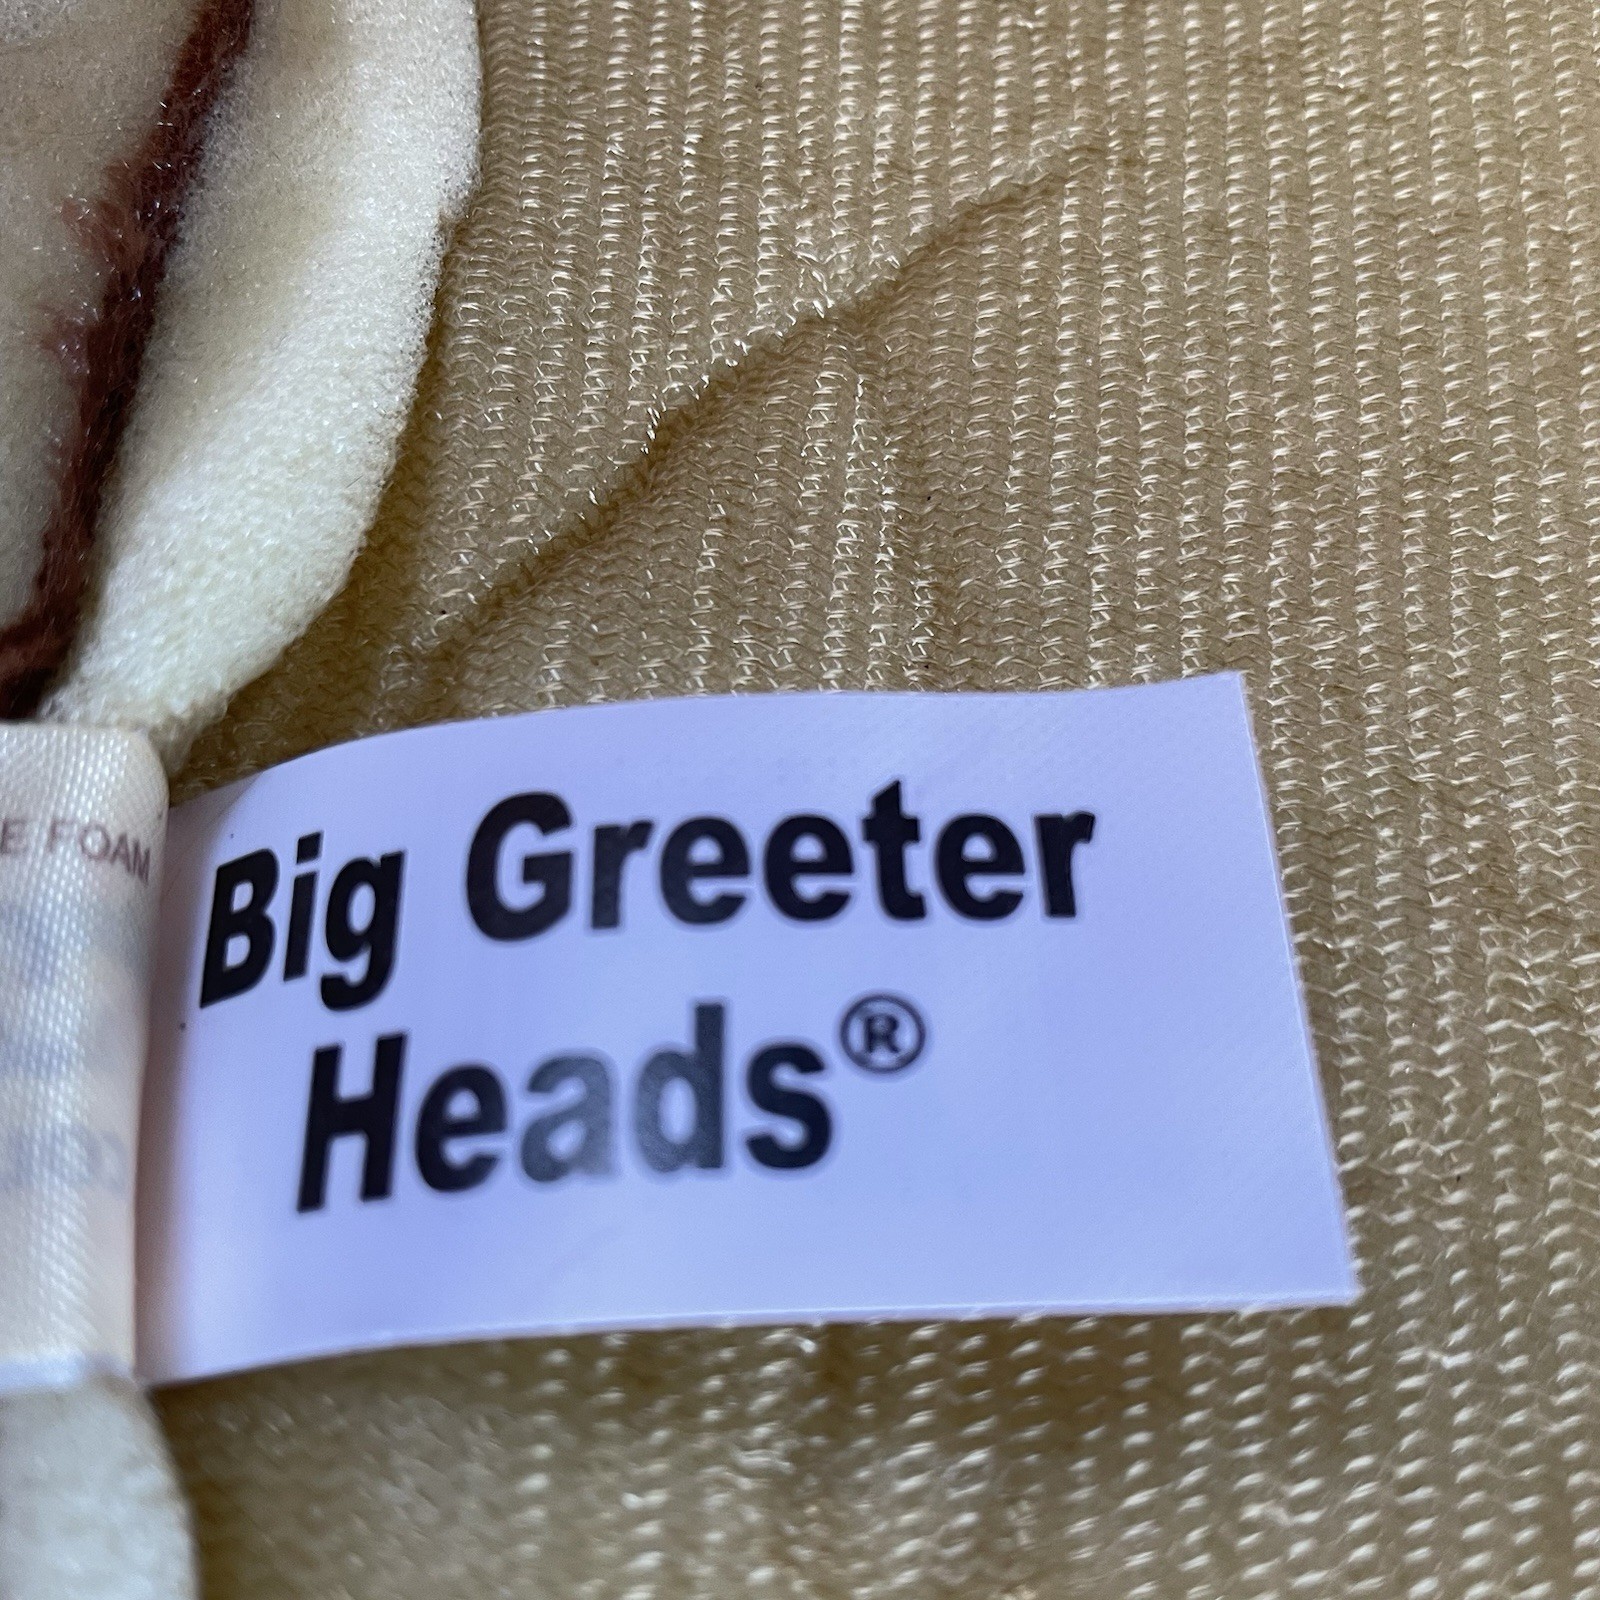 E FOAM
Big Greeter
Heads®